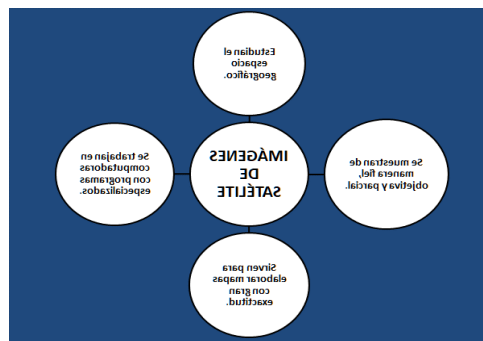 Estudian el
espacio
geográfico.
Se trabajan en
computadoras
con programas
especializados.
IMÁGENES
DE
SATÉLITE
Se muestran de
manera fiel,
objetiva y parcial.
Sirven para
elaborar mapas
con gran
exactitud.